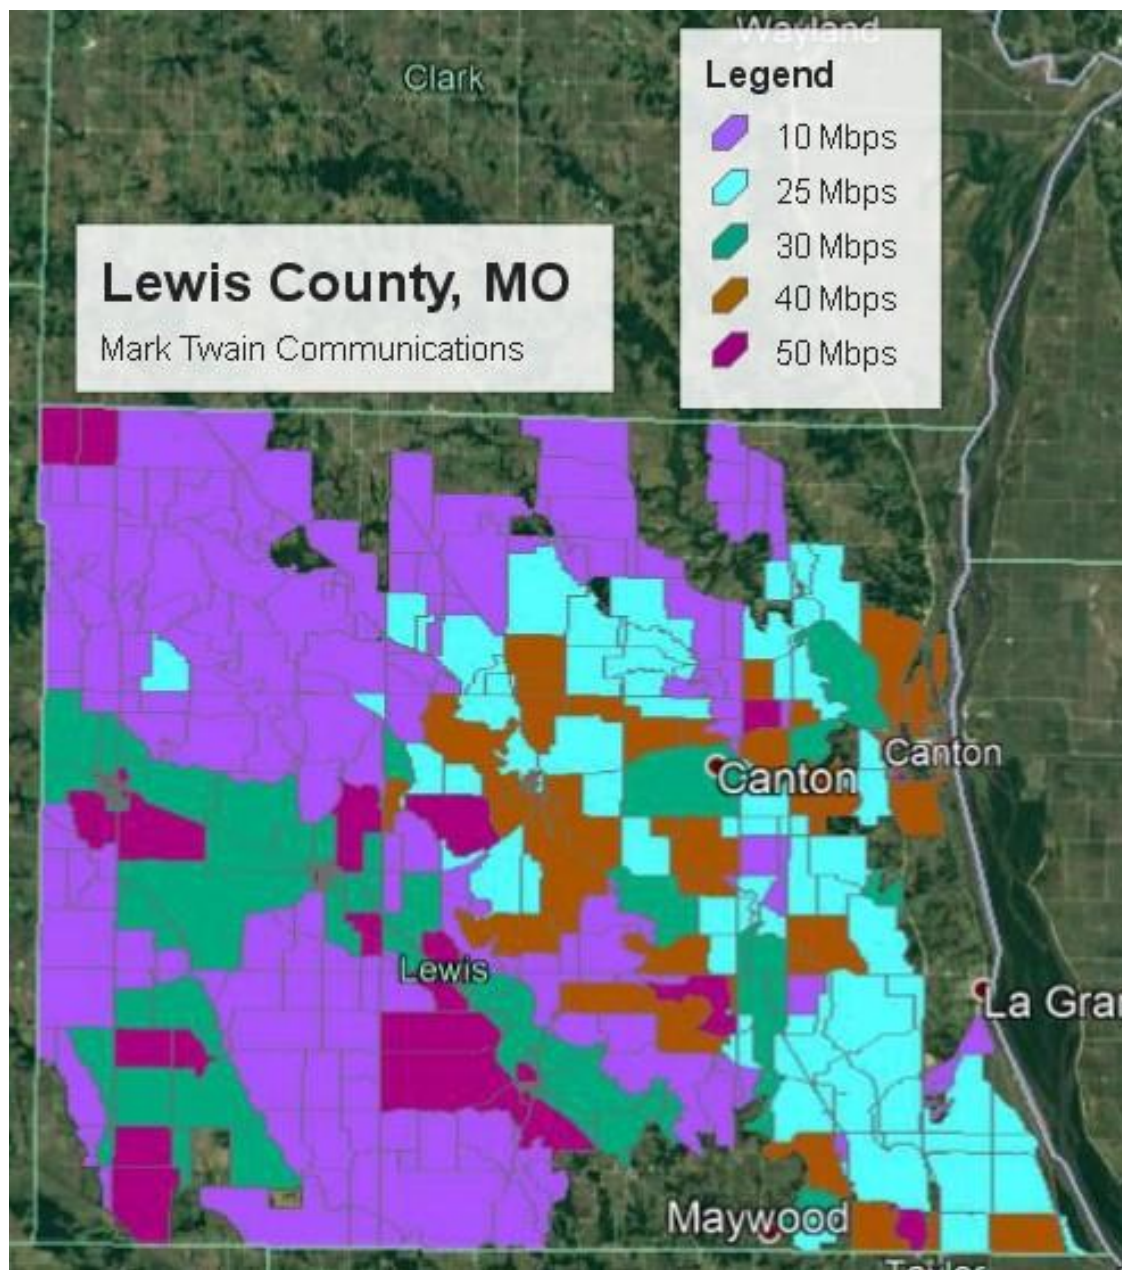 Wayland
Clark
Legend
10 Mbps
25 Mbps
30 Mbps
40 Mbps
50 Mbps
Lewis County, MO
Mark Twain Communications
Canton
Canton
Lewis
La Gra
Maywood
Taylor